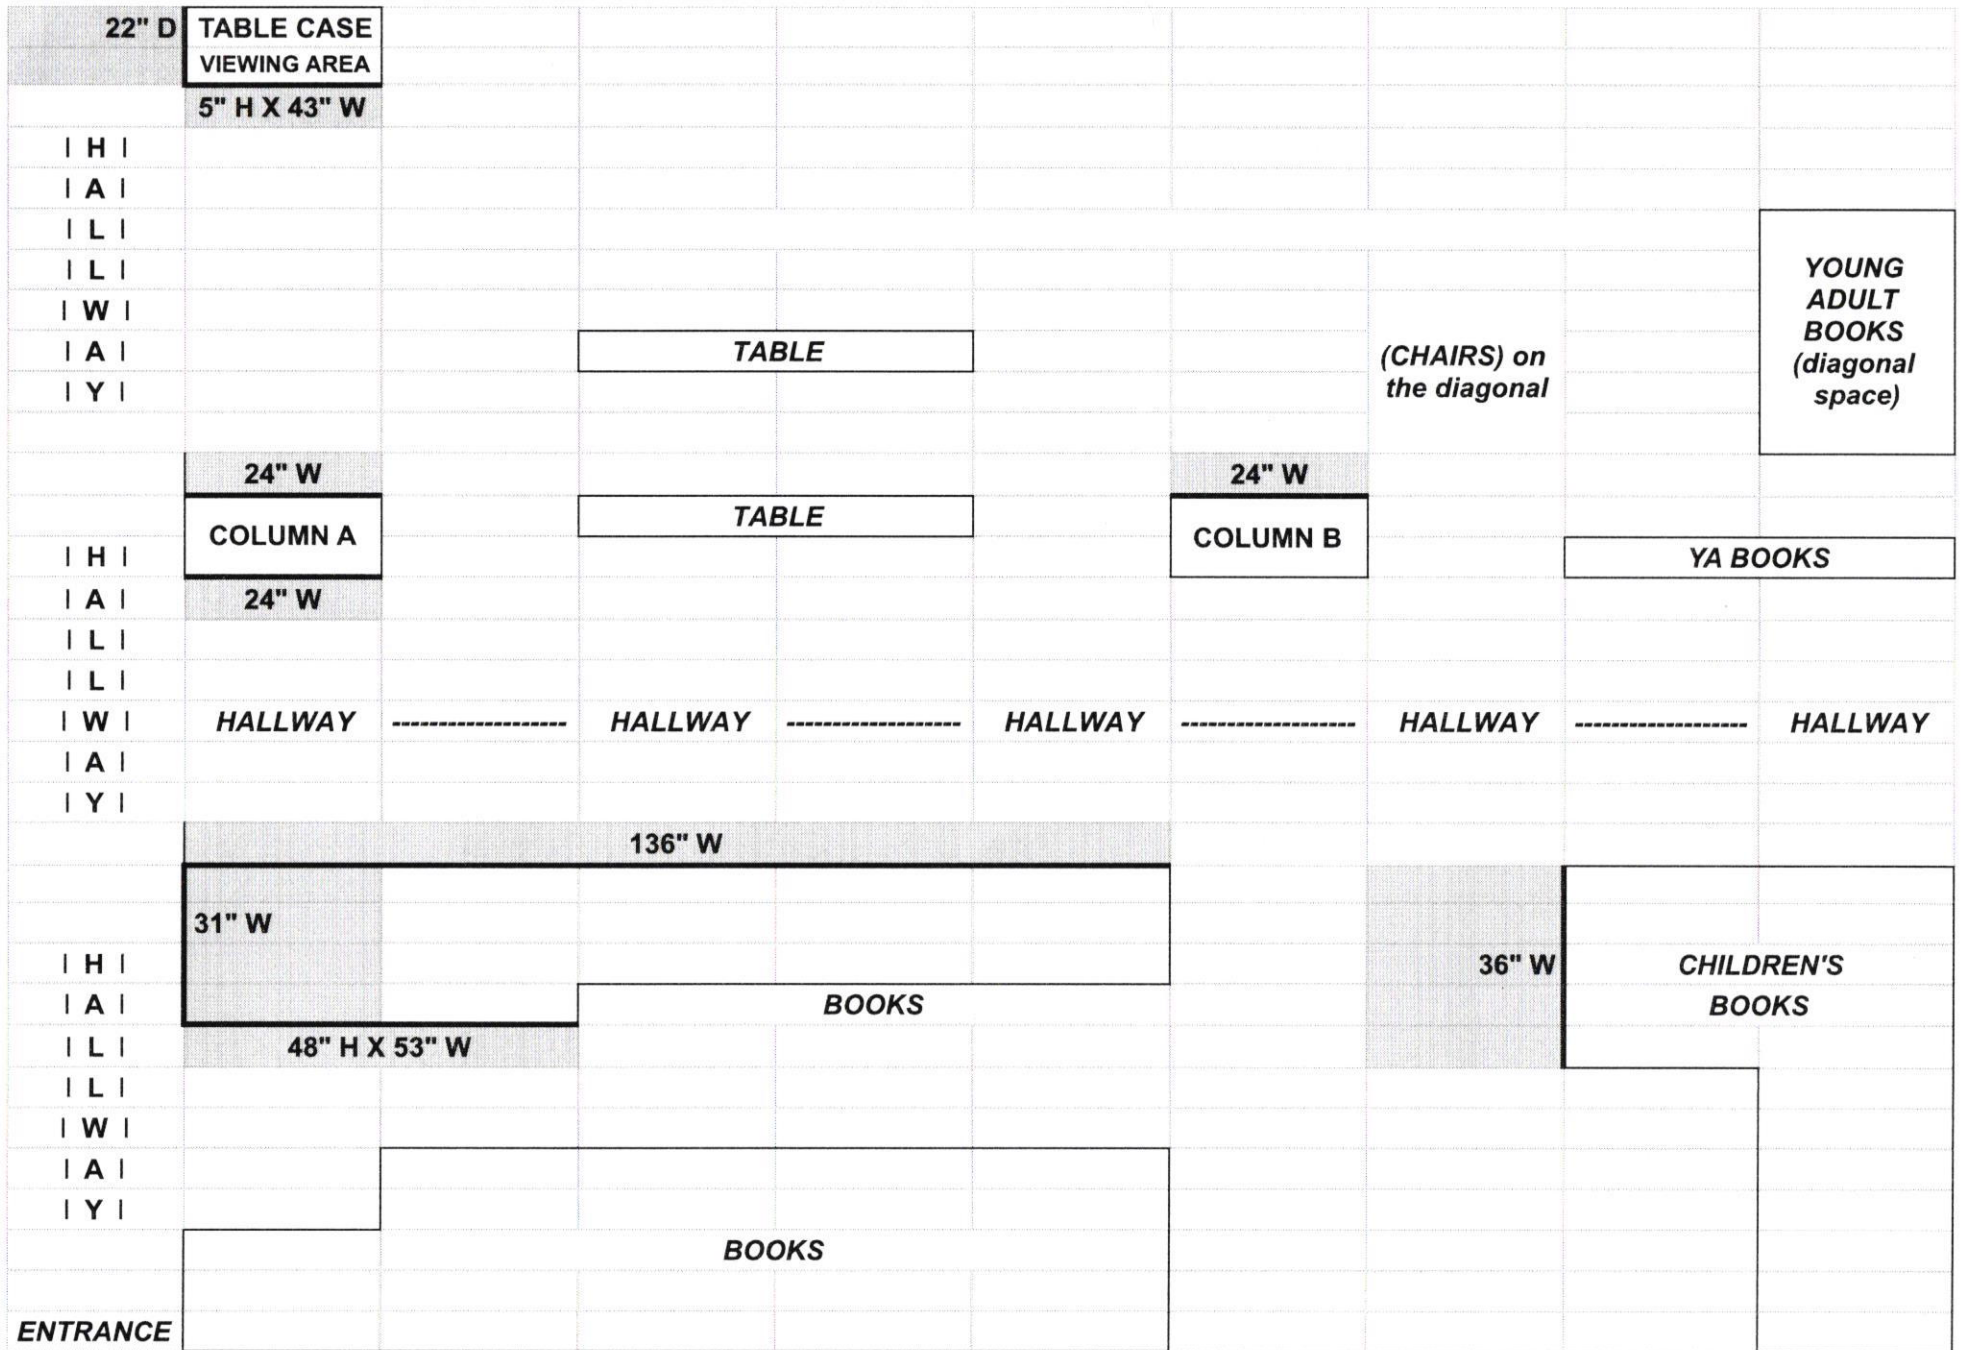 22" D
TABLE CASE
VIEWING AREA
5" H X 43" W
| H |
| A |
| L |
| L |
| W |
| A |
| Y |
TABLE
(CHAIRS) on
the diagonal
YOUNG
ADULT
BOOKS
(diagonal
space)
24" W
24" W
COLUMN A
TABLE
COLUMN B
YA BOOKS
24" W
| H |
| A |
| L |
| L |
| W |
| A |
| Y |
HALLWAY ------------------- HALLWAY ------------------- HALLWAY ------------------- HALLWAY ------------------- HALLWAY
136" W
31" W
36" W
CHILDREN'S
BOOKS
BOOKS
48" H X 53" W
| H |
| A |
| L |
| L |
| W |
| A |
| Y |
BOOKS
ENTRANCE